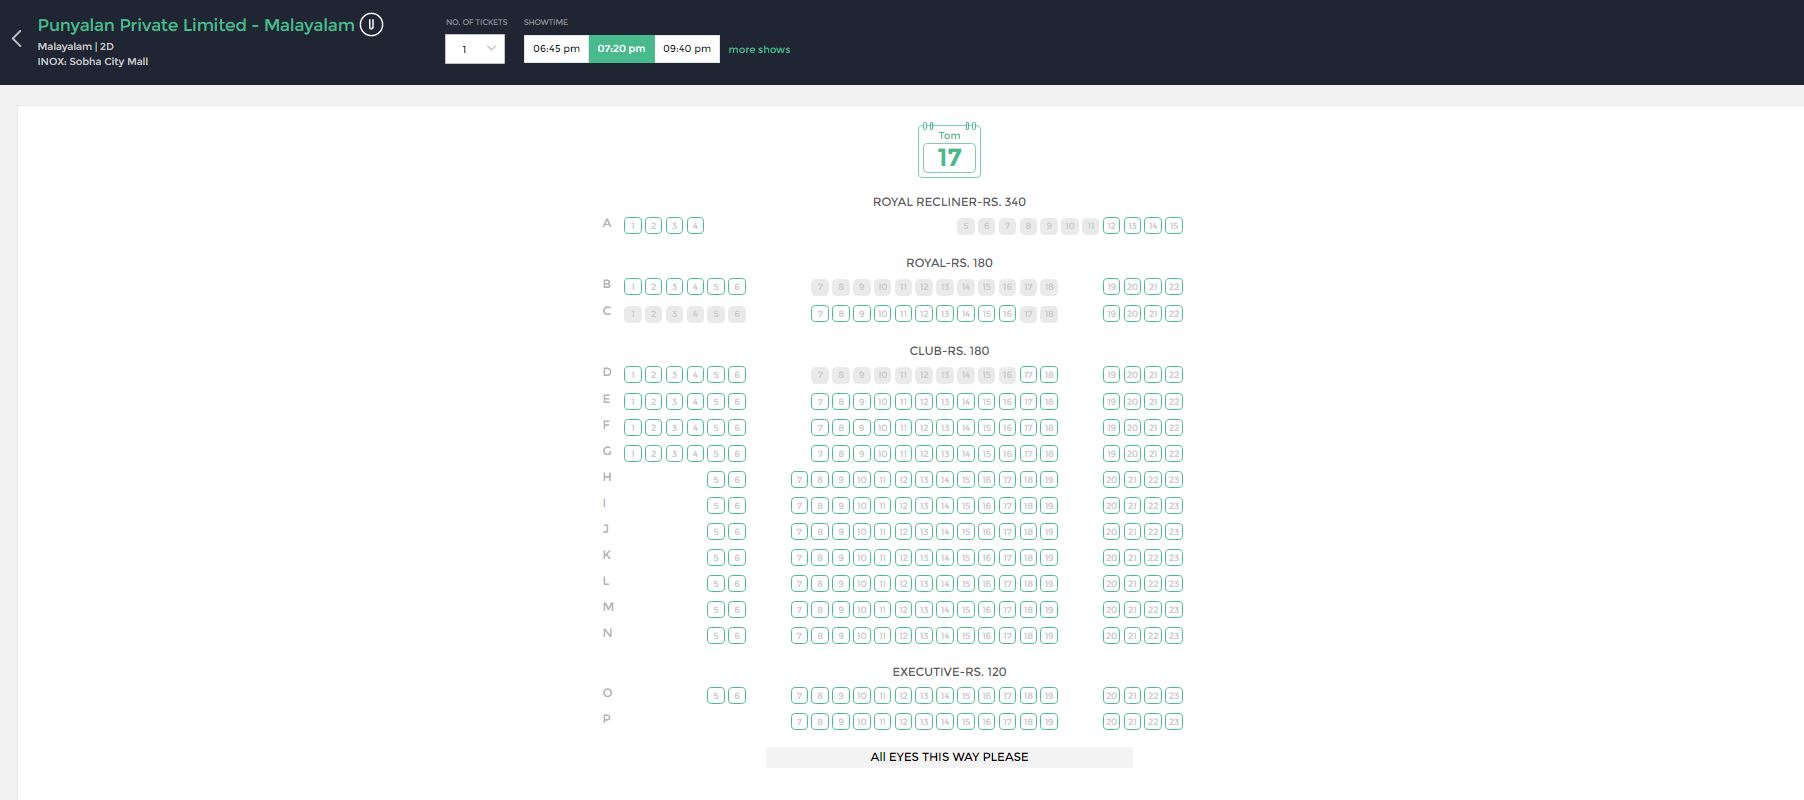 Punyalan Private Limited - Malayalam U
Malayalam | 2D
INOX: Sobha City Mall
NO. OF TICKETS SHOWTIME
1 06:45 pm 07:20 pm 09:40 pm more shows
Tom
17
ROYAL RECLINER-RS. 340
A 1 2 3 4 5 6 7 8 9 10 11 12 13 14 15
ROYAL-RS. 180
B 1 2 3 4 5 6 7 8 9 10 11 12 13 14 15 16 17 18 19 20 21 22
C 1 2 3 4 5 6 7 8 9 10 11 12 13 14 15 16 17 18 19 20 21 22
CLUB-RS. 180
D 1 2 3 4 5 6 7 8 9 10 11 12 13 14 15 16 17 18 19 20 21 22
E 1 2 3 4 5 6 7 8 9 10 11 12 13 14 15 16 17 18 19 20 21 22
F 1 2 3 4 5 6 7 8 9 10 11 12 13 14 15 16 17 18 19 20 21 22
G 1 2 3 4 5 6 7 8 9 10 11 12 13 14 15 16 17 18 19 20 21 22
H 5 6 7 8 9 10 11 12 13 14 15 16 17 18 19 20 21 22 23
I 5 6 7 8 9 10 11 12 13 14 15 16 17 18 19 20 21 22 23
J 5 6 7 8 9 10 11 12 13 14 15 16 17 18 19 20 21 22 23
K 5 6 7 8 9 10 11 12 13 14 15 16 17 18 19 20 21 22 23
L 5 6 7 8 9 10 11 12 13 14 15 16 17 18 19 20 21 22 23
M 5 6 7 8 9 10 11 12 13 14 15 16 17 18 19 20 21 22 23
N 5 6 7 8 9 10 11 12 13 14 15 16 17 18 19 20 21 22 23
EXECUTIVE-RS. 120
O 5 6 7 8 9 10 11 12 13 14 15 16 17 18 19 20 21 22 23
P 7 8 9 10 11 12 13 14 15 16 17 18 19 20 21 22 23
All EYES THIS WAY PLEASE